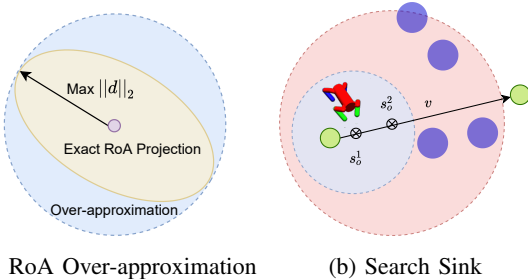 Max ||d||₂
Exact RoA Projection
Over-approximation
RoA Over-approximation
v
s_o^2
s_o^1
(b) Search Sink